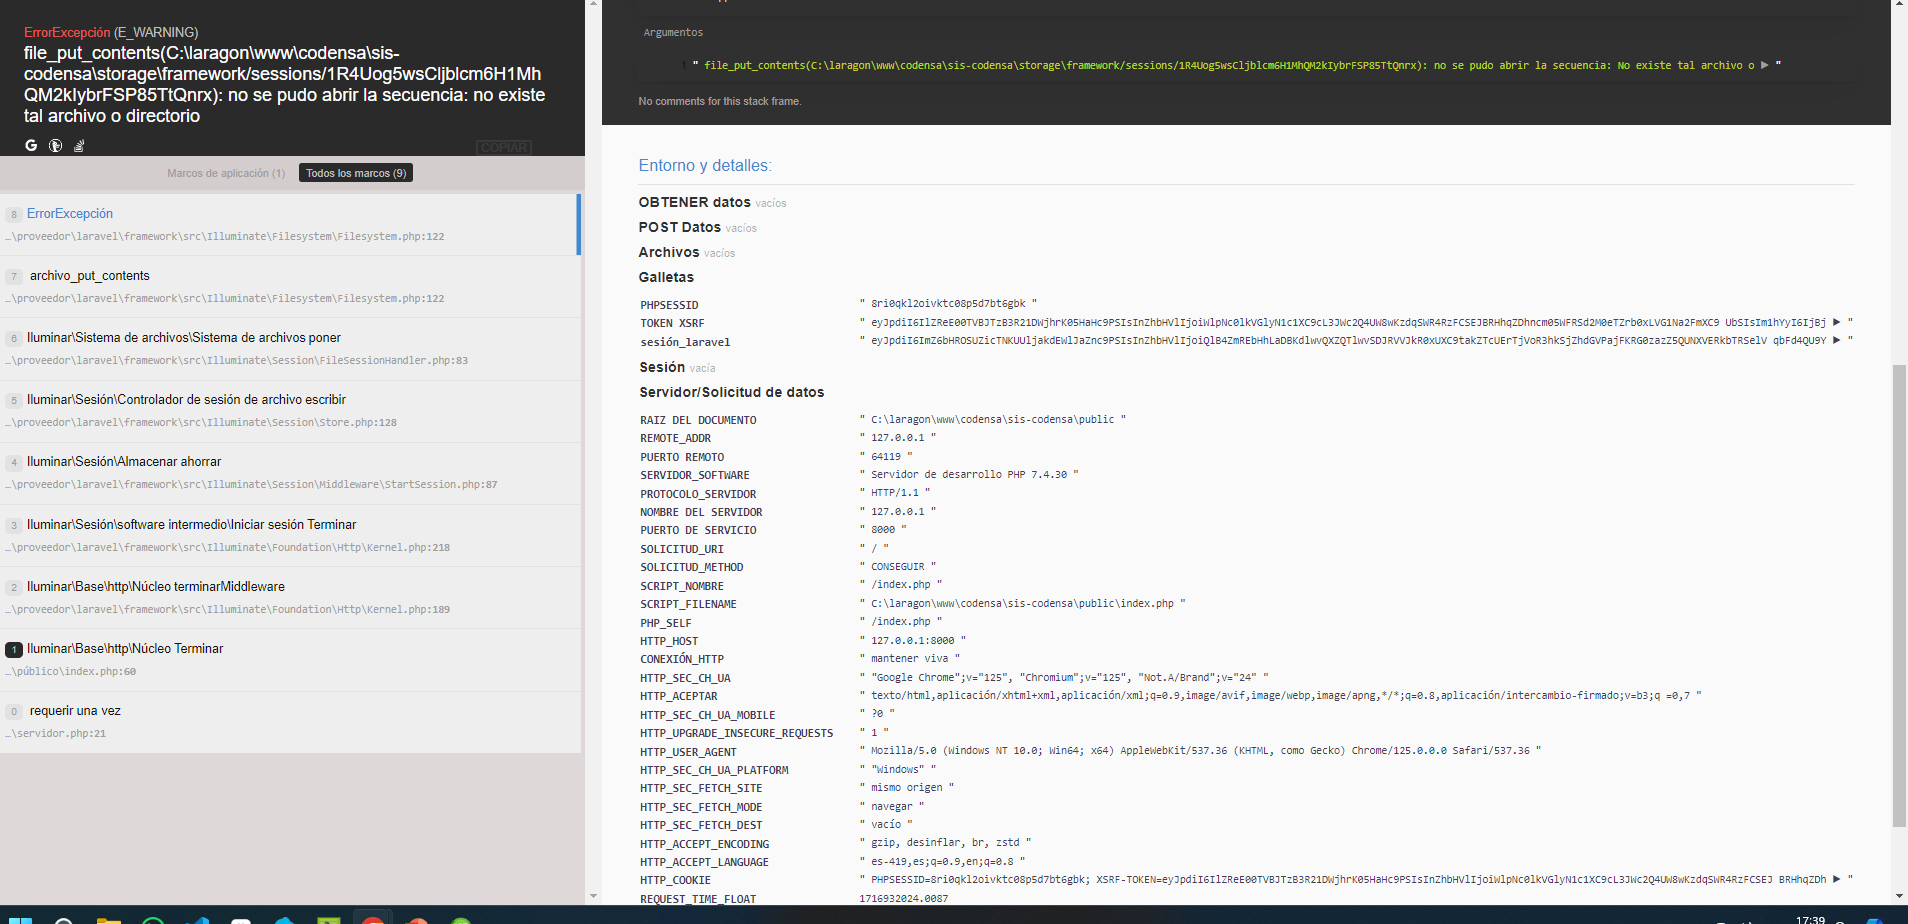 ErrorExcepción (E_WARNING)
file_put_contents(C:\laragon\www\codensa\sis-
codensa\storage\framework/sessions/1R4Uog5wsCljblcm6H1Mh
QM2kIybrFSP85TtQnrx): no se pudo abrir la secuencia: no existe
tal archivo o directorio
COPIAR
Marcos de aplicación (1)
Todos los marcos (9)
8 ErrorExcepción
…\proveedor\laravel\framework\src\Illuminate\Filesystem\Filesystem.php:122
7 archivo_put_contents
…\proveedor\laravel\framework\src\Illuminate\Filesystem\Filesystem.php:122
6 Iluminar\Sistema de archivos\Sistema de archivos poner
…\proveedor\laravel\framework\src\Illuminate\Session\FileSessionHandler.php:83
5 Iluminar\Sesión\Controlador de sesión de archivo escribir
…\proveedor\laravel\framework\src\Illuminate\Session\Store.php:128
4 Iluminar\Sesión\Almacenar ahorrar
…\proveedor\laravel\framework\src\Illuminate\Session\Middleware\StartSession.php:87
3 Iluminar\Sesión\software intermedio\Iniciar sesión Terminar
…\proveedor\laravel\framework\src\Illuminate\Foundation\Http\Kernel.php:218
2 Iluminar\Base\http\Núcleo terminarMiddleware
…\proveedor\laravel\framework\src\Illuminate\Foundation\Http\Kernel.php:189
1 Iluminar\Base\http\Núcleo Terminar
…\público\index.php:60
0 requerir una vez
…\servidor.php:21
Argumentos
1 " file_put_contents(C:\laragon\www\codensa\sis-codensa\storage\framework/sessions/1R4Uog5wsCljblcm6H1MhQM2kIybrFSP85TtQnrx): no se pudo abrir la secuencia: No existe tal archivo o ▶ "
No comments for this stack frame.
Entorno y detalles:
OBTENER datos vacíos
POST Datos vacíos
Archivos vacíos
Galletas
PHPSESSID " 8ri0qkl2oivktc08p5d7bt6gbk "
TOKEN XSRF " eyJpdiI6IlZReE00TVBJTzB3R21DWjhrK05HaHc9PSIsInZhbHVlIjoiWlpNc0lkVGlyN1c1XC9cL3JWc2Q4UW8wKzdqSWR4RzFCSEJBRHhqZDhncm05WFRSd2M0eTZrb0xLVG1Na2FmXC9 UbSIsIm1hYyI6IjBj ▶ "
sesión_laravel " eyJpdiI6ImZ6bHROSUZicTNKUUljakdEWlJaZnc9PSIsInZhbHVlIjoiQlB4ZmREbHhLaDBKdlwvQXZQTlwvSDJRVVJkR0xUXC9takZTcUErTjVoR3hkSjZhdGVPajFKRG0zazZ5QUNXVERkbTRSelV qbFd4QU9Y ▶ "
Sesión vacía
Servidor/Solicitud de datos
RAIZ DEL DOCUMENTO " C:\laragon\www\codensa\sis-codensa\public "
REMOTE_ADDR " 127.0.0.1 "
PUERTO REMOTO " 64119 "
SERVIDOR_SOFTWARE " Servidor de desarrollo PHP 7.4.30 "
PROTOCOLO_SERVIDOR " HTTP/1.1 "
NOMBRE DEL SERVIDOR " 127.0.0.1 "
PUERTO DE SERVICIO " 8000 "
SOLICITUD_URI " / "
SOLICITUD_METHOD " CONSEGUIR "
SCRIPT_NOMBRE " /index.php "
SCRIPT_FILENAME " C:\laragon\www\codensa\sis-codensa\public\index.php "
PHP_SELF " /index.php "
HTTP_HOST " 127.0.0.1:8000 "
CONEXIÓN_HTTP " mantener viva "
HTTP_SEC_CH_UA " "Google Chrome";v="125", "Chromium";v="125", "Not.A/Brand";v="24" "
HTTP_ACEPTAR " texto/html,aplicación/xhtml+xml,aplicación/xml;q=0.9,image/avif,image/webp,image/apng,*/*;q=0.8,aplicación/intercambio-firmado;v=b3;q =0,7 "
HTTP_SEC_CH_UA_MOBILE " ?0 "
HTTP_UPGRADE_INSECURE_REQUESTS " 1 "
HTTP_USER_AGENT " Mozilla/5.0 (Windows NT 10.0; Win64; x64) AppleWebKit/537.36 (KHTML, como Gecko) Chrome/125.0.0.0 Safari/537.36 "
HTTP_SEC_CH_UA_PLATFORM " "Windows" "
HTTP_SEC_FETCH_SITE " mismo origen "
HTTP_SEC_FETCH_MODE " navegar "
HTTP_SEC_FETCH_DEST " vacío "
HTTP_ACCEPT_ENCODING " gzip, desinflar, br, zstd "
HTTP_ACCEPT_LANGUAGE " es-419,es;q=0.9,en;q=0.8 "
HTTP_COOKIE " PHPSESSID=8ri0qkl2oivktc08p5d7bt6gbk; XSRF-TOKEN=eyJpdiI6IlZReE00TVBJTzB3R21DWjhrK05HaHc9PSIsInZhbHVlIjoiWlpNc0lkVGlyN1c1XC9cL3JWc2Q4UW8wKzdqSWR4RzFCSEJ BRHhqZDh ▶ "
REQUEST_TIME_FLOAT 1716932024.0087
17:39